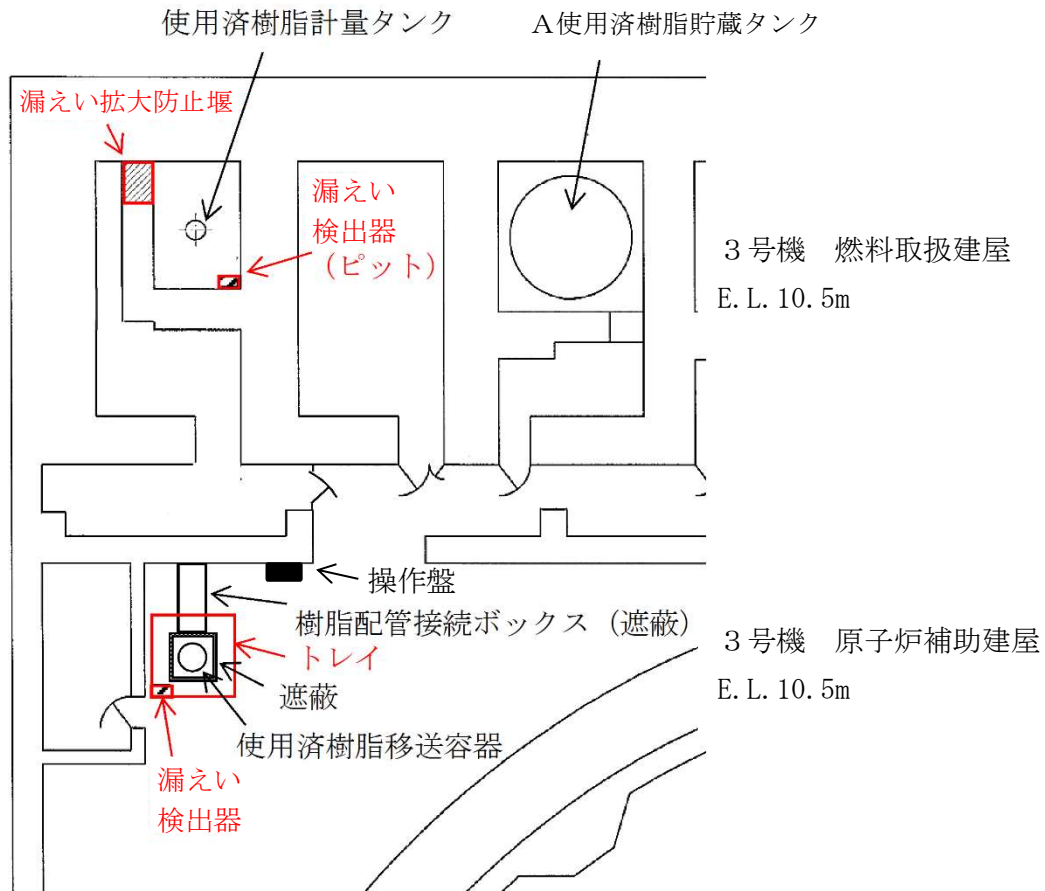 使用済樹脂計量タンク
A使用済樹脂貯蔵タンク
漏えい拡大防止堰
漏えい
検出器
(ピット)
3号機 燃料取扱建屋
E.L.10.5m
操作盤
樹脂配管接続ボックス(遮蔽)
トレイ
遮蔽
使用済樹脂移送容器
漏えい
検出器
3号機 原子炉補助建屋
E.L.10.5m